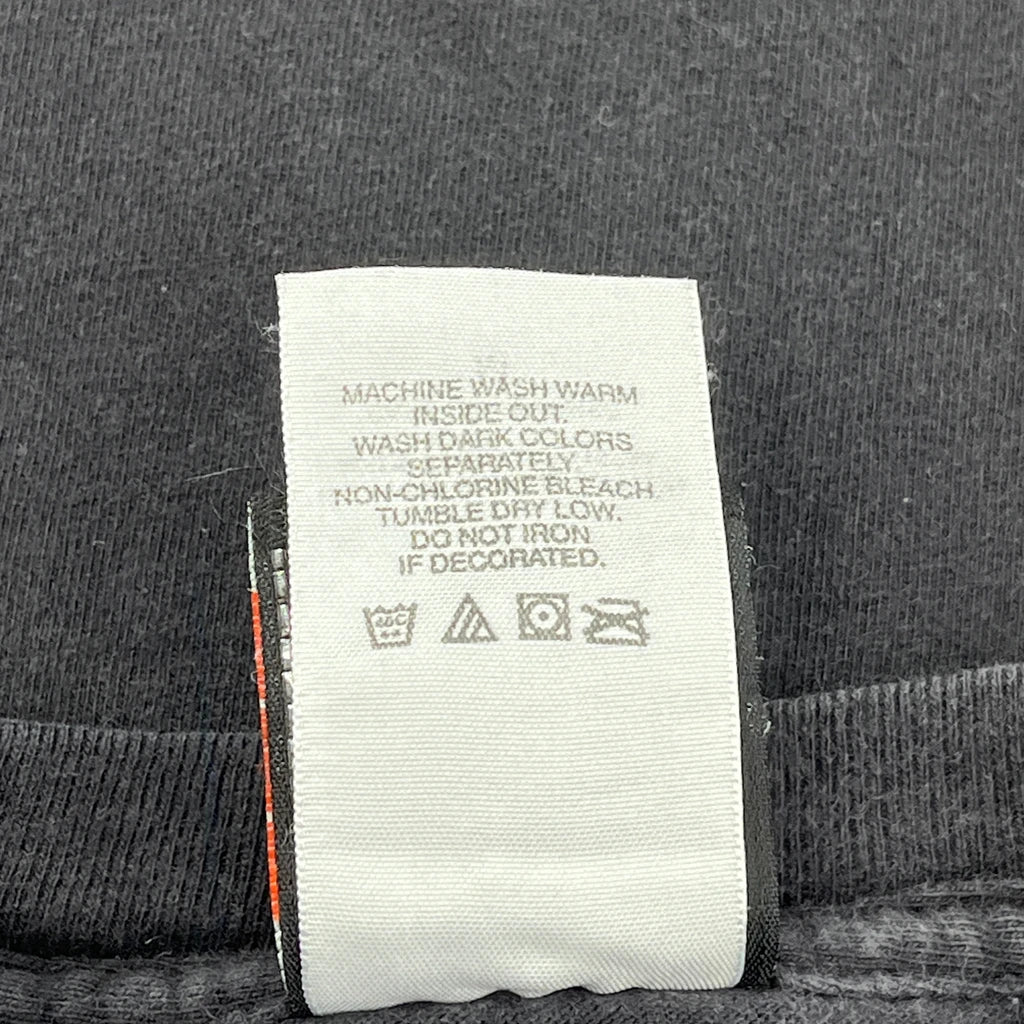 MACHINE WASH WARM
INSIDE OUT.
WASH DARK COLORS
SEPARATELY.
NON-CHLORINE BLEACH.
TUMBLE DRY LOW.
DO NOT IRON
IF DECORATED.